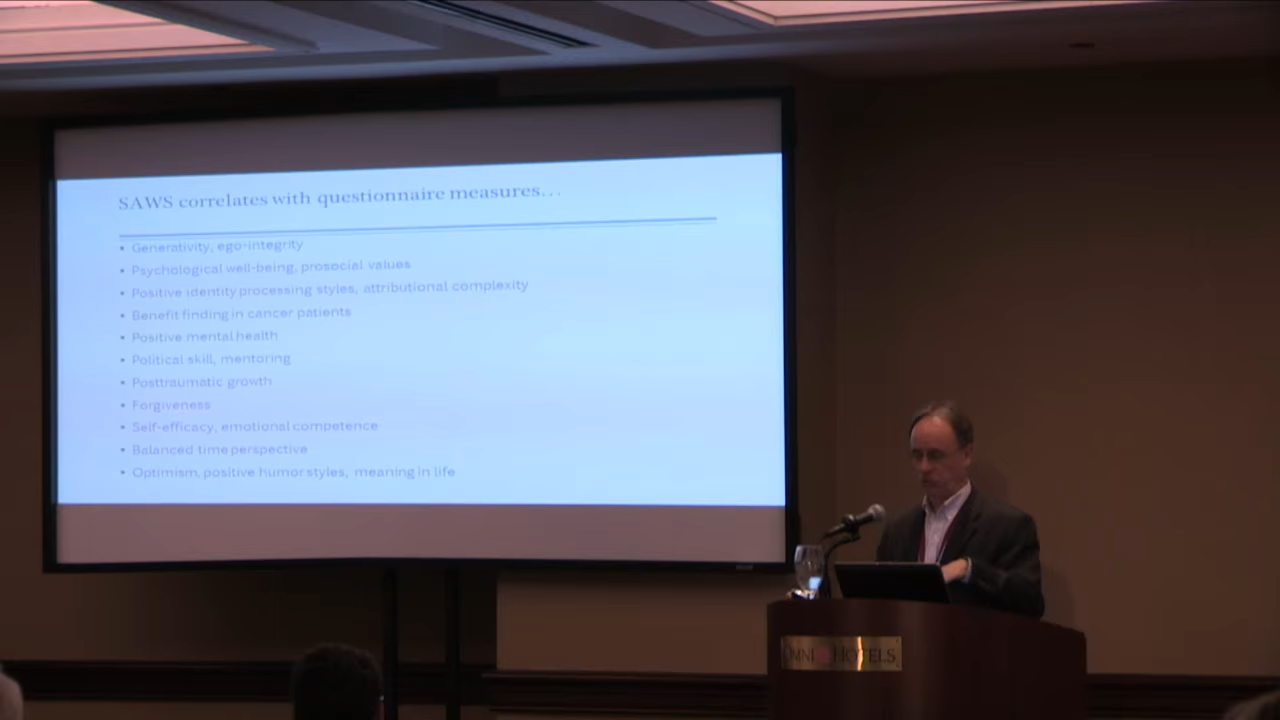 SAWS correlates with questionnaire measures...
• Generativity, ego-integrity
• Psychological well-being, prosocial values
• Positive identity processing styles, attributional complexity
• Benefit finding in cancer patients
• Positive mental health
• Political skill, mentoring
• Posttraumatic growth
• Forgiveness
• Self-efficacy, emotional competence
• Balanced time perspective
• Optimism, positive humor styles, meaning in life
OMNI HOTELS